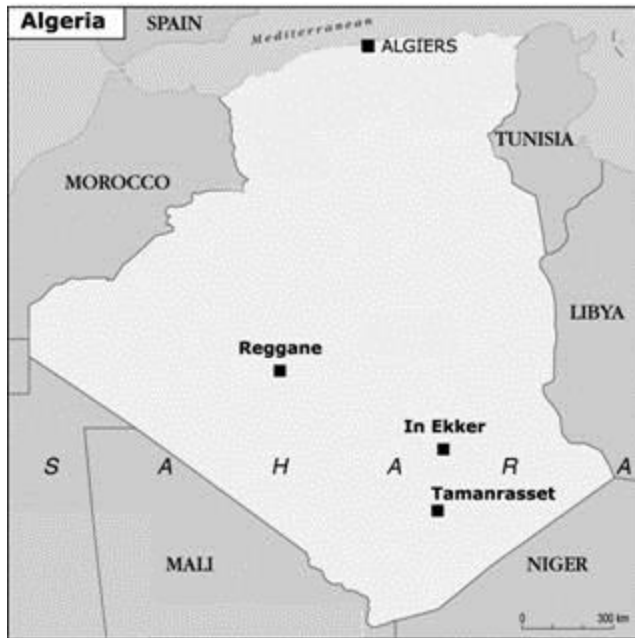 Algeria
SPAIN
Mediterranean
ALGIERS
TUNISIA
MOROCCO
LIBYA
Reggane
In Ekker
S A H A R A
Tamanrasset
MALI
NIGER
0 300 km